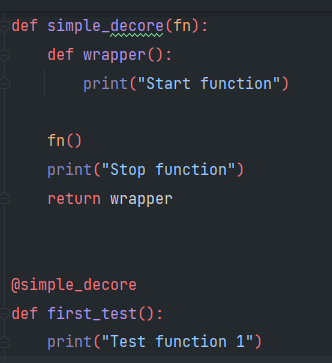 def simple_decore(fn):
    def wrapper():
        print("Start function")
    fn()
    print("Stop function")
    return wrapper
@simple_decore
def first_test():
    print("Test function 1")